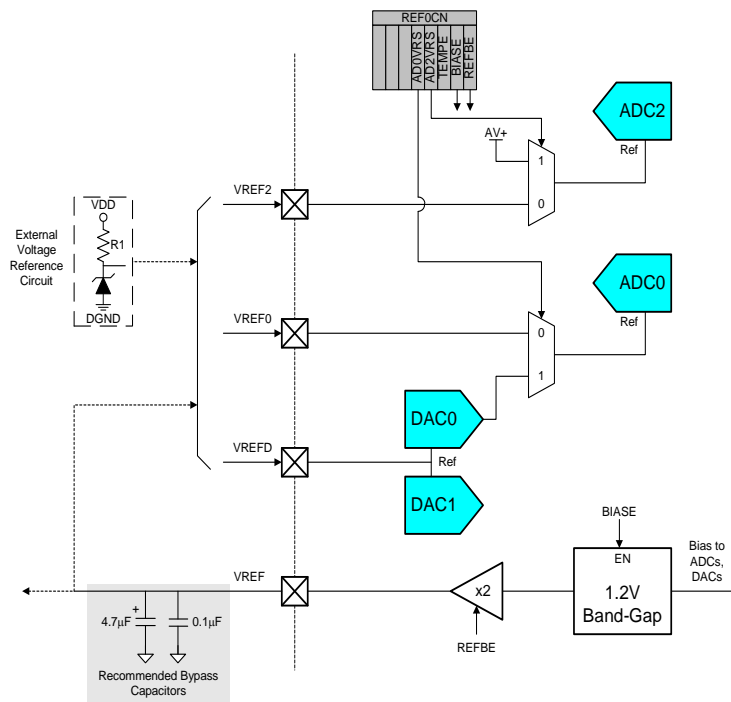 REF0CN
AD0VRS
AD2VRS
TEMPE
BIASE
REFBE
ADC2
Ref
AV+
1
0
VREF2
VDD
R1
DGND
External
Voltage
Reference
Circuit
ADC0
Ref
VREF0
0
1
DAC0
VREFD
Ref
DAC1
BIASE
EN
1.2V
Band-Gap
Bias to
ADCs,
DACs
VREF
x2
REFBE
+
4.7μF
0.1μF
Recommended Bypass
Capacitors